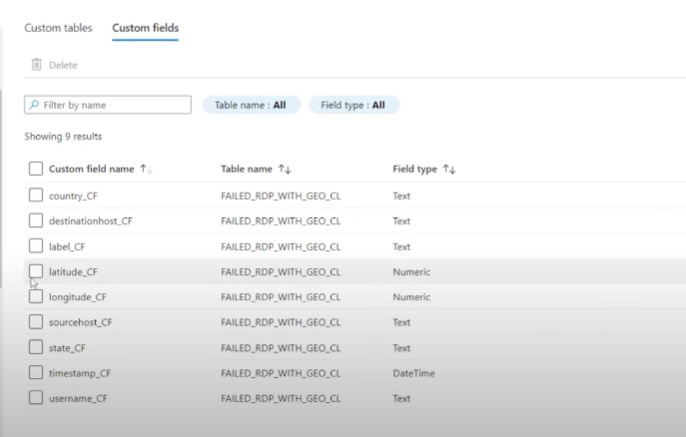 Custom tables Custom fields
Delete
Filter by name Table name : All Field type : All
Showing 9 results
Custom field name ↑↓ Table name ↑↓ Field type ↑↓
country_CF FAILED_RDP_WITH_GEO_CL Text
destinationhost_CF FAILED_RDP_WITH_GEO_CL Text
label_CF FAILED_RDP_WITH_GEO_CL Text
latitude_CF FAILED_RDP_WITH_GEO_CL Numeric
longitude_CF FAILED_RDP_WITH_GEO_CL Numeric
sourcehost_CF FAILED_RDP_WITH_GEO_CL Text
state_CF FAILED_RDP_WITH_GEO_CL Text
timestamp_CF FAILED_RDP_WITH_GEO_CL DateTime
username_CF FAILED_RDP_WITH_GEO_CL Text